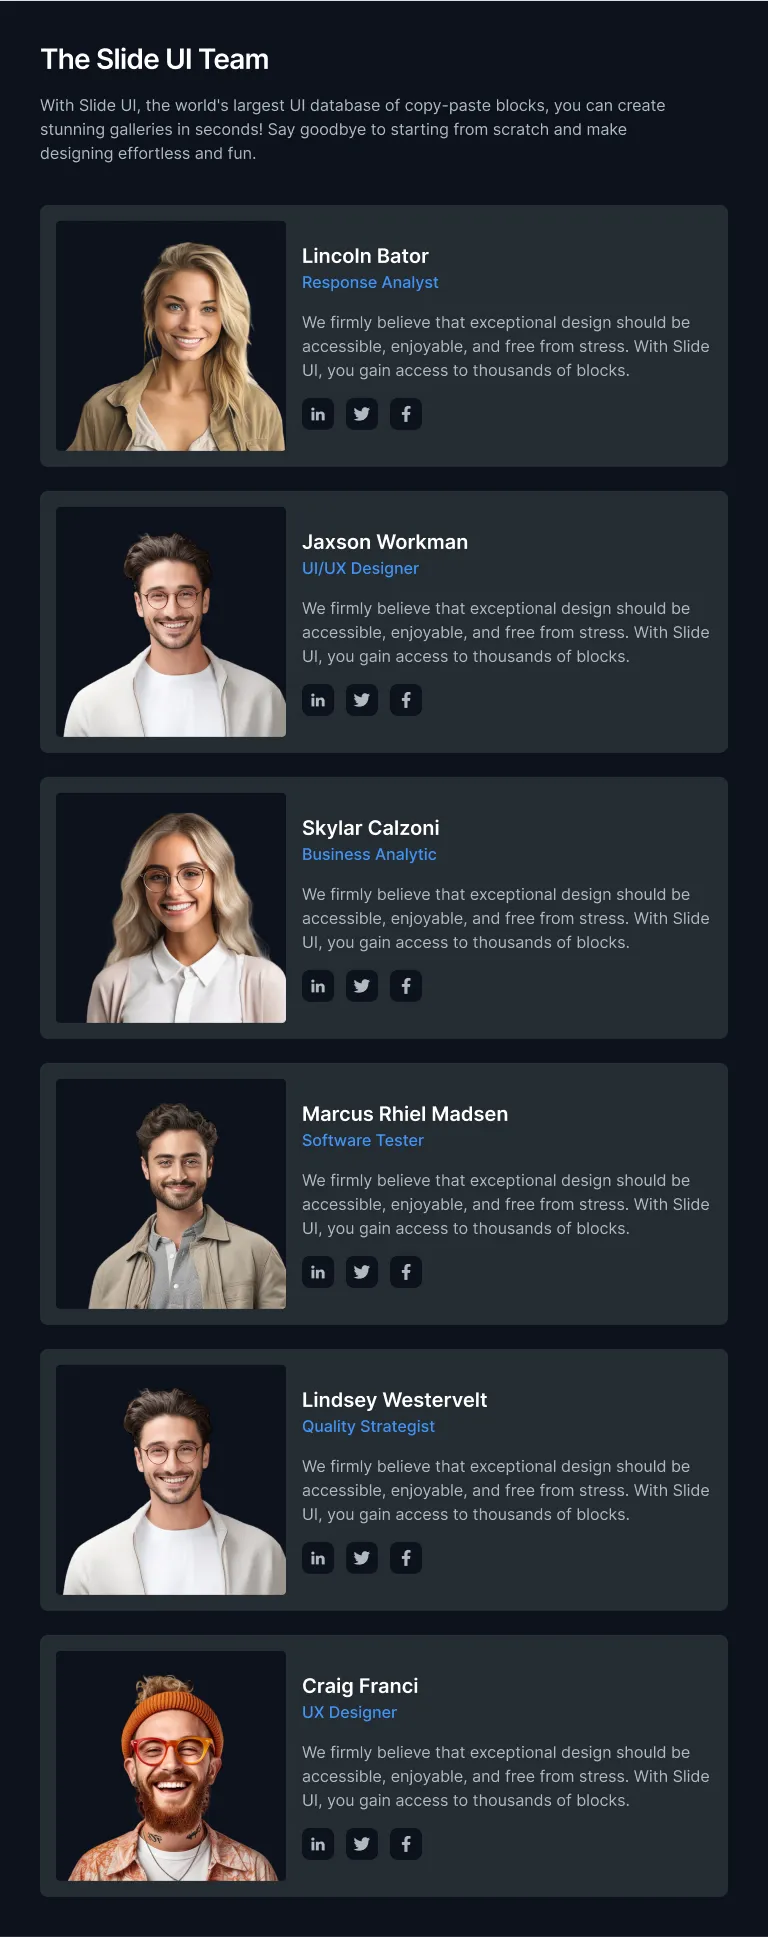 The Slide UI Team
With Slide UI, the world's largest UI database of copy-paste blocks, you can create
stunning galleries in seconds! Say goodbye to starting from scratch and make
designing effortless and fun.
Lincoln Bator
Response Analyst
We firmly believe that exceptional design should be
accessible, enjoyable, and free from stress. With Slide
UI, you gain access to thousands of blocks.
in
Jaxson Workman
UI/UX Designer
We firmly believe that exceptional design should be
accessible, enjoyable, and free from stress. With Slide
UI, you gain access to thousands of blocks.
in
Skylar Calzoni
Business Analytic
We firmly believe that exceptional design should be
accessible, enjoyable, and free from stress. With Slide
UI, you gain access to thousands of blocks.
in
Marcus Rhiel Madsen
Software Tester
We firmly believe that exceptional design should be
accessible, enjoyable, and free from stress. With Slide
UI, you gain access to thousands of blocks.
in
Lindsey Westervelt
Quality Strategist
We firmly believe that exceptional design should be
accessible, enjoyable, and free from stress. With Slide
UI, you gain access to thousands of blocks.
in
Craig Franci
UX Designer
We firmly believe that exceptional design should be
accessible, enjoyable, and free from stress. With Slide
UI, you gain access to thousands of blocks.
in